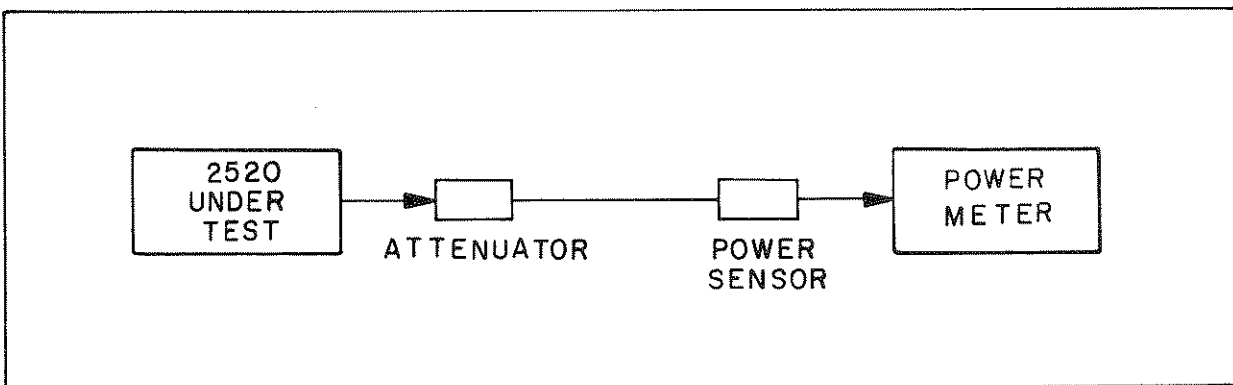 2520
UNDER
TEST
ATTENUATOR
POWER
SENSOR
POWER
METER